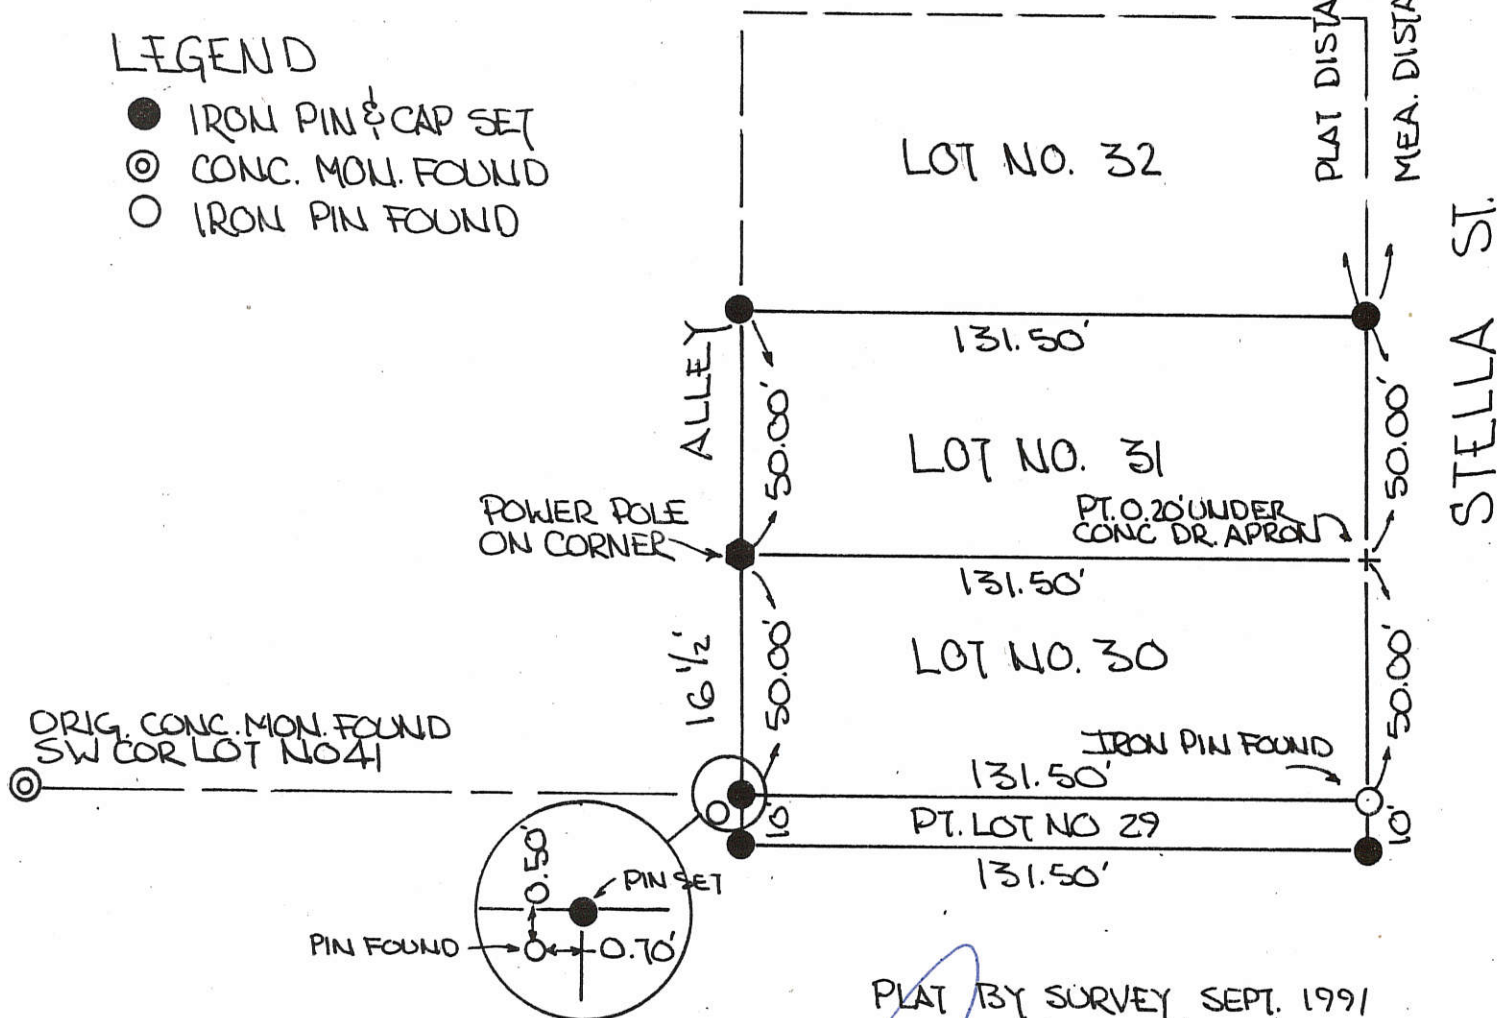 LEGEND
IRON PIN & CAP SET
CONC. MON. FOUND
IRON PIN FOUND
PLAT
MEA.
LOT NO. 32
STELLA ST.
131.50'
ALLEY
50.00'
50.00'
LOT NO. 31
POWER POLE
ON CORNER
PT. 0.20' UNDER
CONC DR. APRON
131.50'
16 1/2'
50.00'
50.00'
LOT NO. 30
ORIG. CONC. MON. FOUND
SW COR LOT NO 41
IRON PIN FOUND
131.50'
10'
PT. LOT NO 29
10'
131.50'
0.50'
PIN SET
PIN FOUND
0.70'
PLAT BY SURVEY SEPT. 1991